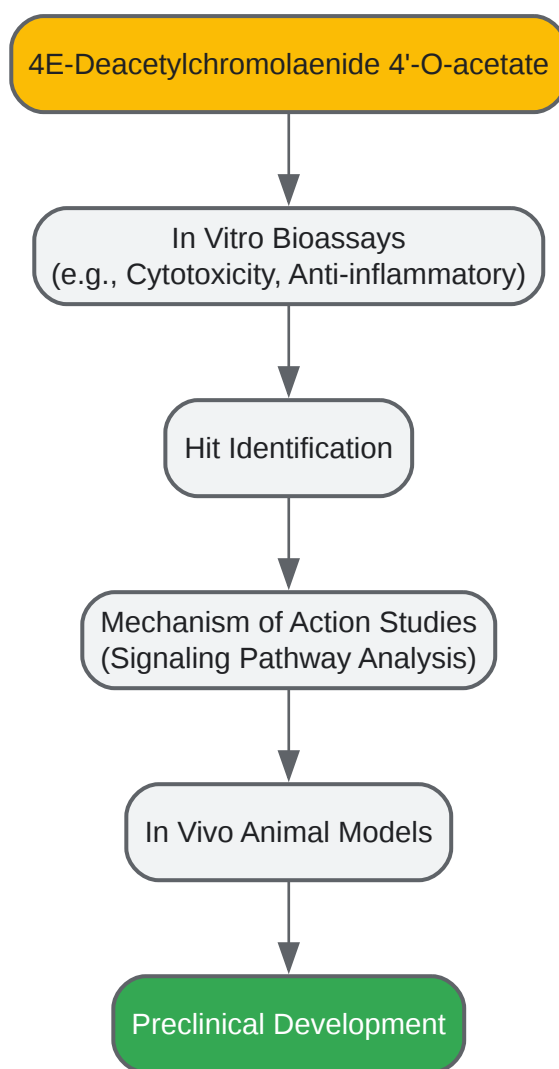 4E-Deacetylchromolaenide 4'-O-acetate
In Vitro Bioassays
(e.g., Cytotoxicity, Anti-inflammatory)
Hit Identification
Mechanism of Action Studies
(Signaling Pathway Analysis)
In Vivo Animal Models
Preclinical Development